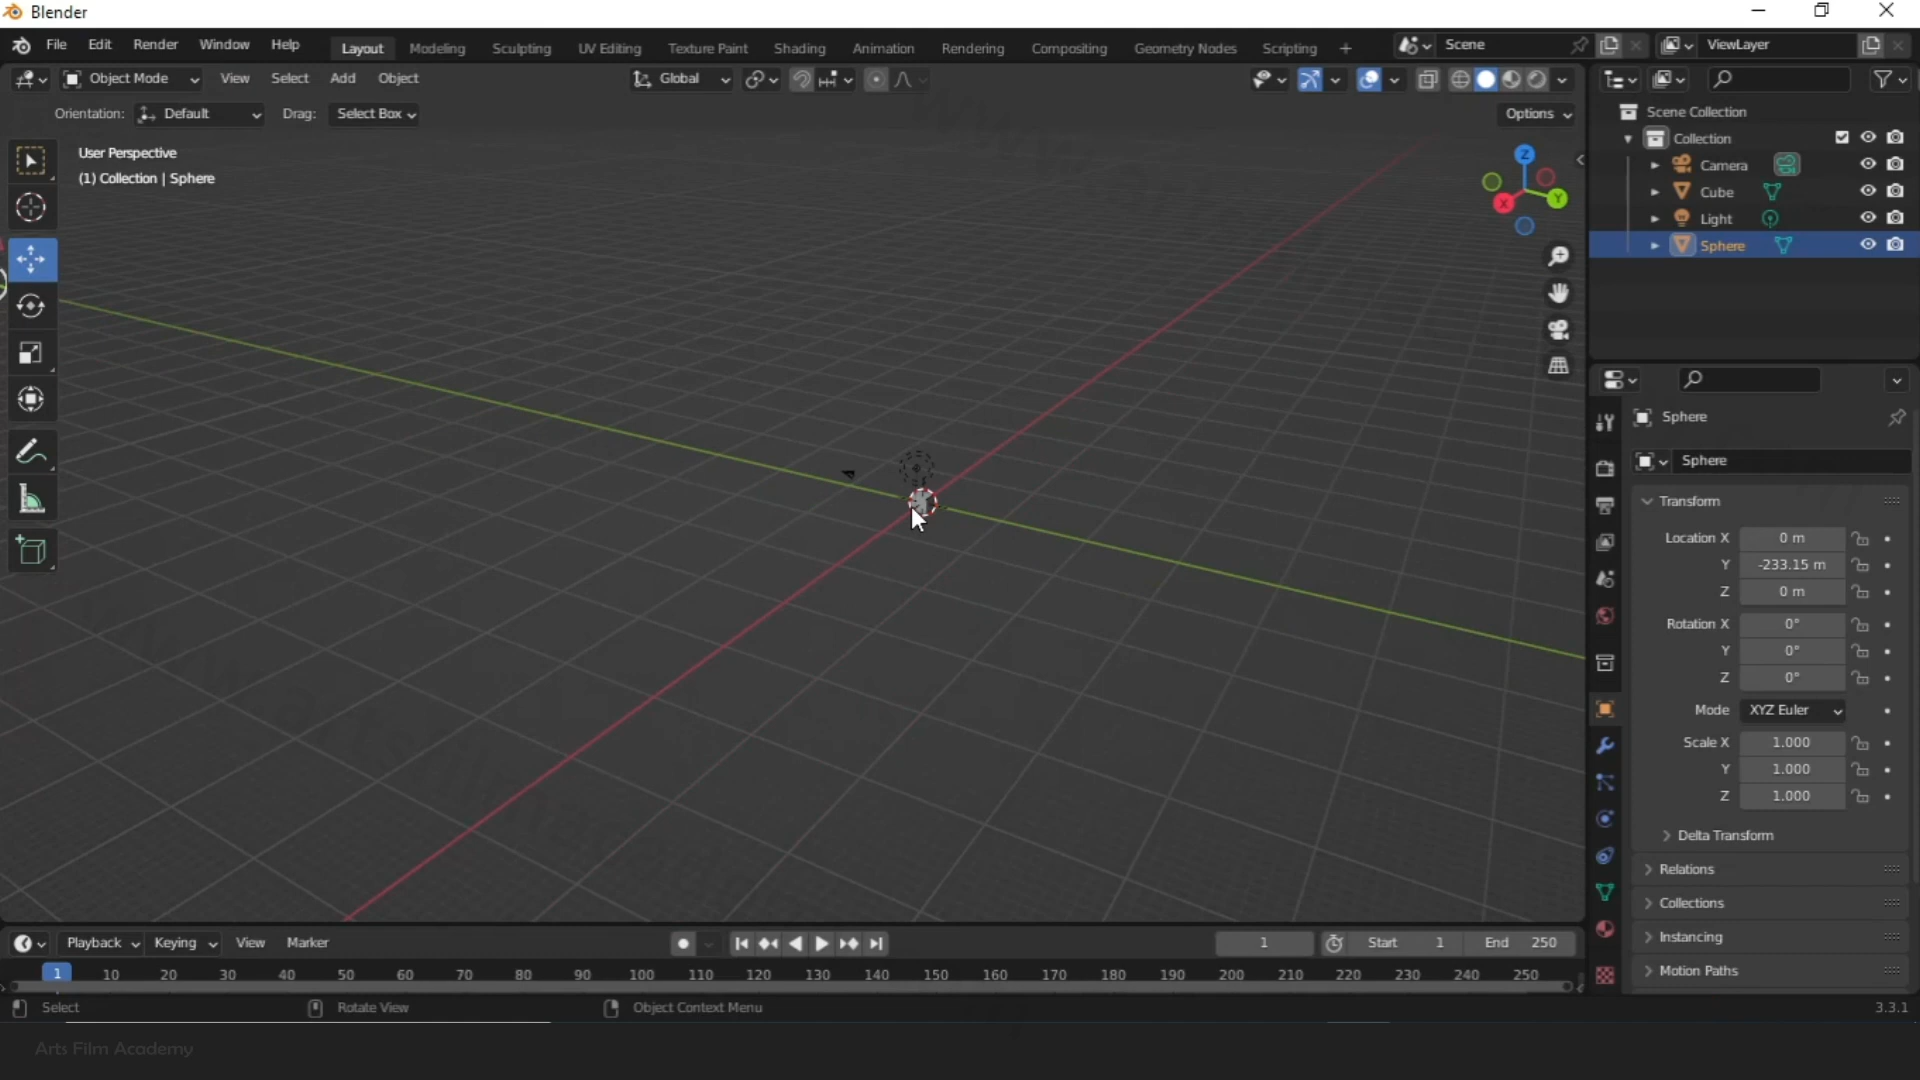 Blender
File Edit Render Window Help Layout Modeling Sculpting UV Editing Texture Paint Shading Animation Rendering Compositing Geometry Nodes Scripting + Scene ViewLayer
Object Mode View Select Add Object Global
Orientation: Default Drag: Select Box Options
User Perspective
(1) Collection | Sphere
Z
Y
X
Scene Collection
Collection
Camera
Cube
Light
Sphere
Sphere
Sphere
Transform
Location X 0 m
Y -233.15 m
Z 0 m
Rotation X 0°
Y 0°
Z 0°
Mode XYZ Euler
Scale X 1.000
Y 1.000
Z 1.000
Delta Transform
Relations
Collections
Instancing
Motion Paths
Playback Keying View Marker 1 Start 1 End 250
1 10 20 30 40 50 60 70 80 90 100 110 120 130 140 150 160 170 180 190 200 210 220 230 240 250
Select Rotate View Object Context Menu 3.3.1
Arts Film Academy